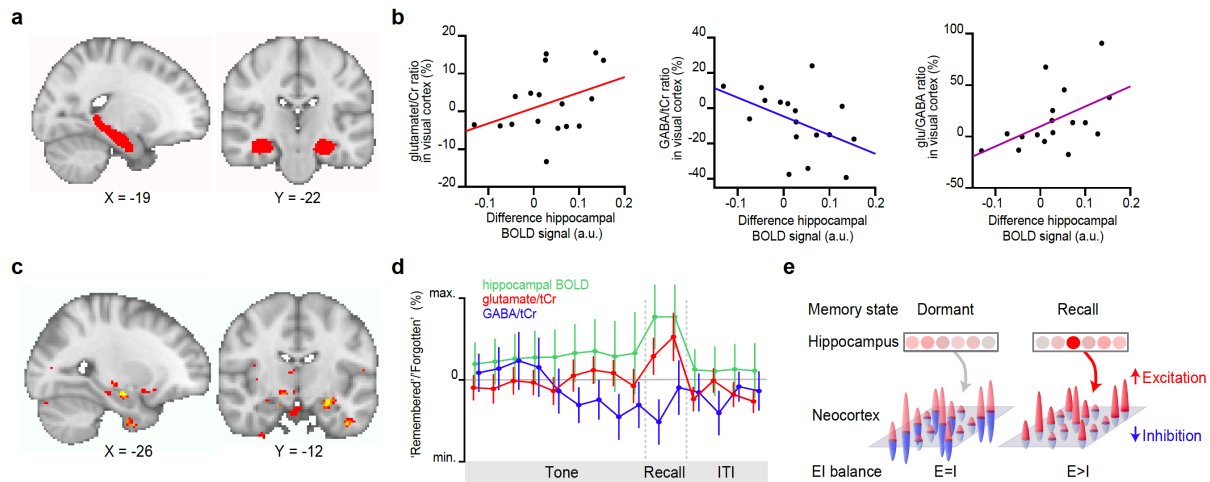 a
X = -19
Y = -22
b
glutamate/Cr ratio
in visual cortex (%)
20
10
0
-10
-20
-0.1
0
0.1
0.2
Difference hippocampal
BOLD signal (a.u.)
GABA/tCr ratio
in visual cortex (%)
40
20
0
-20
-40
-0.1
0
0.1
0.2
Difference hippocampal
BOLD signal (a.u.)
glu/GABA ratio
in visual cortex (%)
100
50
0
-50
-0.1
0
0.1
0.2
Difference hippocampal
BOLD signal (a.u.)
c
X = -26
Y = -12
d
hippocampal BOLD
glutamate/tCr
GABA/tCr
'Remembered'/'Forgotten' (%)
max.
0
min.
Tone
Recall
ITI
e
Memory state
Dormant
Recall
Hippocampus
Excitation
Neocortex
Inhibition
EI balance
E=I
E>I